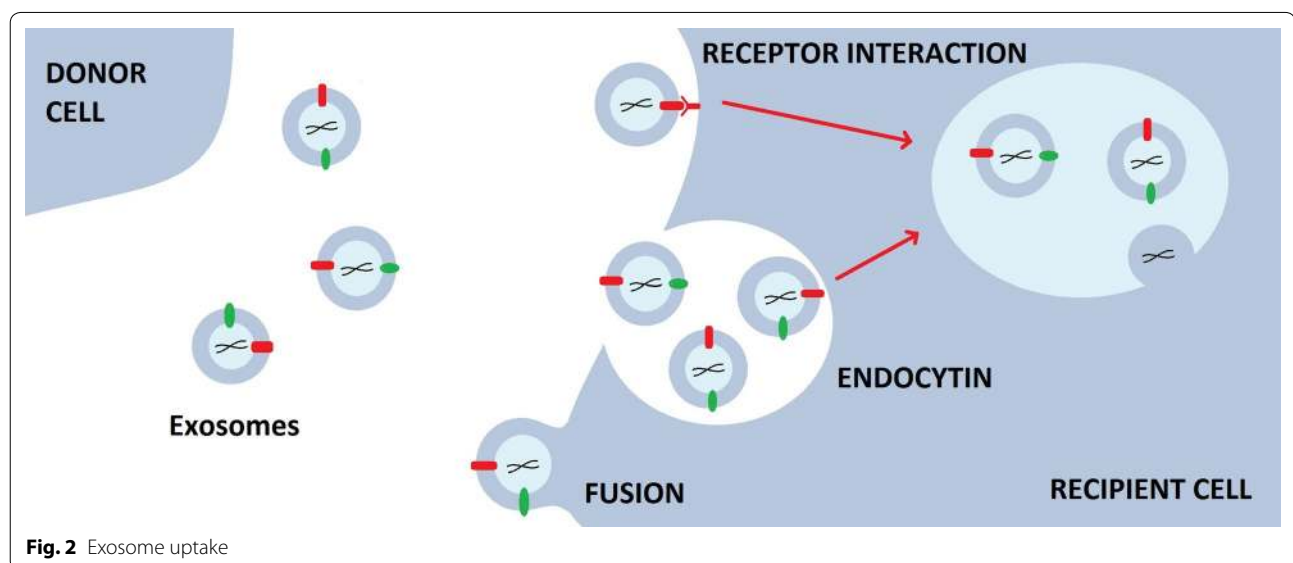 DONOR
CELL
RECEPTOR INTERACTION
ENDOCYTIN
Exosomes
FUSION
RECIPIENT CELL
Fig. 2 Exosome uptake